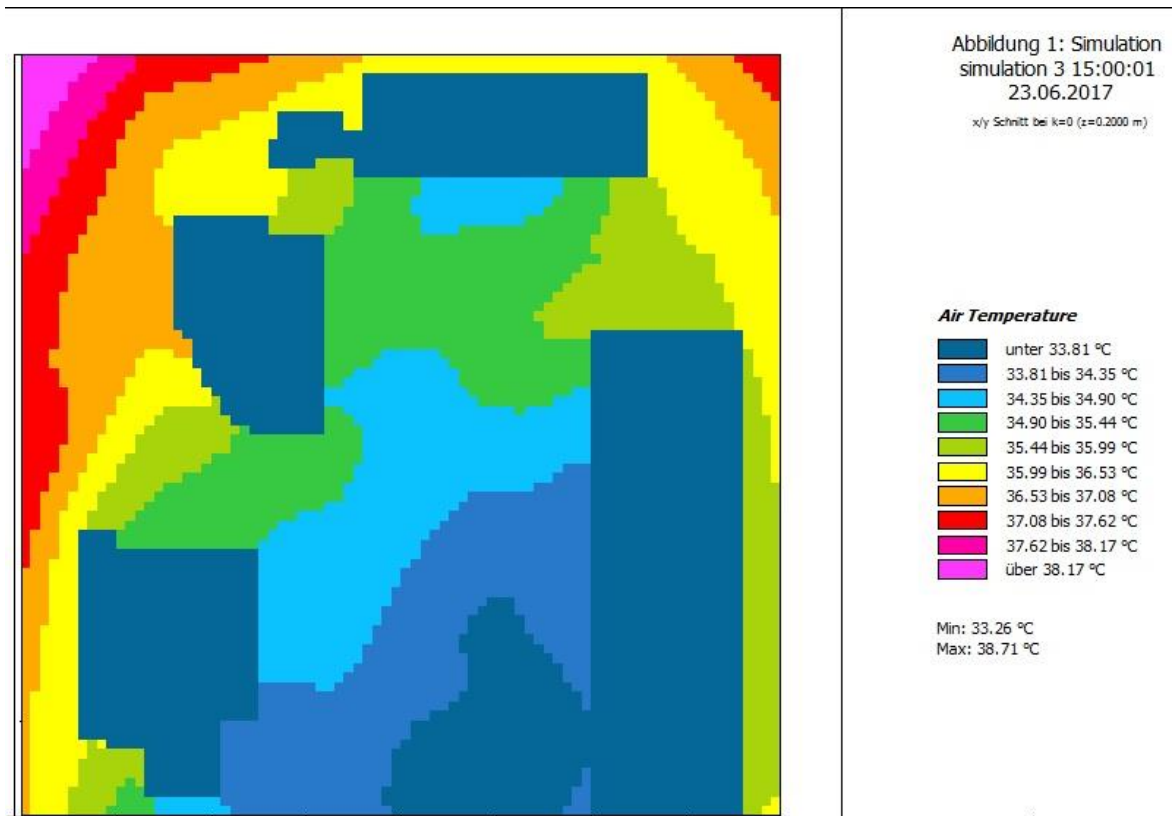 Abbildung 1: Simulation
simulation 3 15:00:01
23.06.2017
x/y Schnitt bei k=0 (z=0.2000 m)
Air Temperature
unter 33.81 °C
33.81 bis 34.35 °C
34.35 bis 34.90 °C
34.90 bis 35.44 °C
35.44 bis 35.99 °C
35.99 bis 36.53 °C
36.53 bis 37.08 °C
37.08 bis 37.62 °C
37.62 bis 38.17 °C
über 38.17 °C
Min: 33.26 °C
Max: 38.71 °C